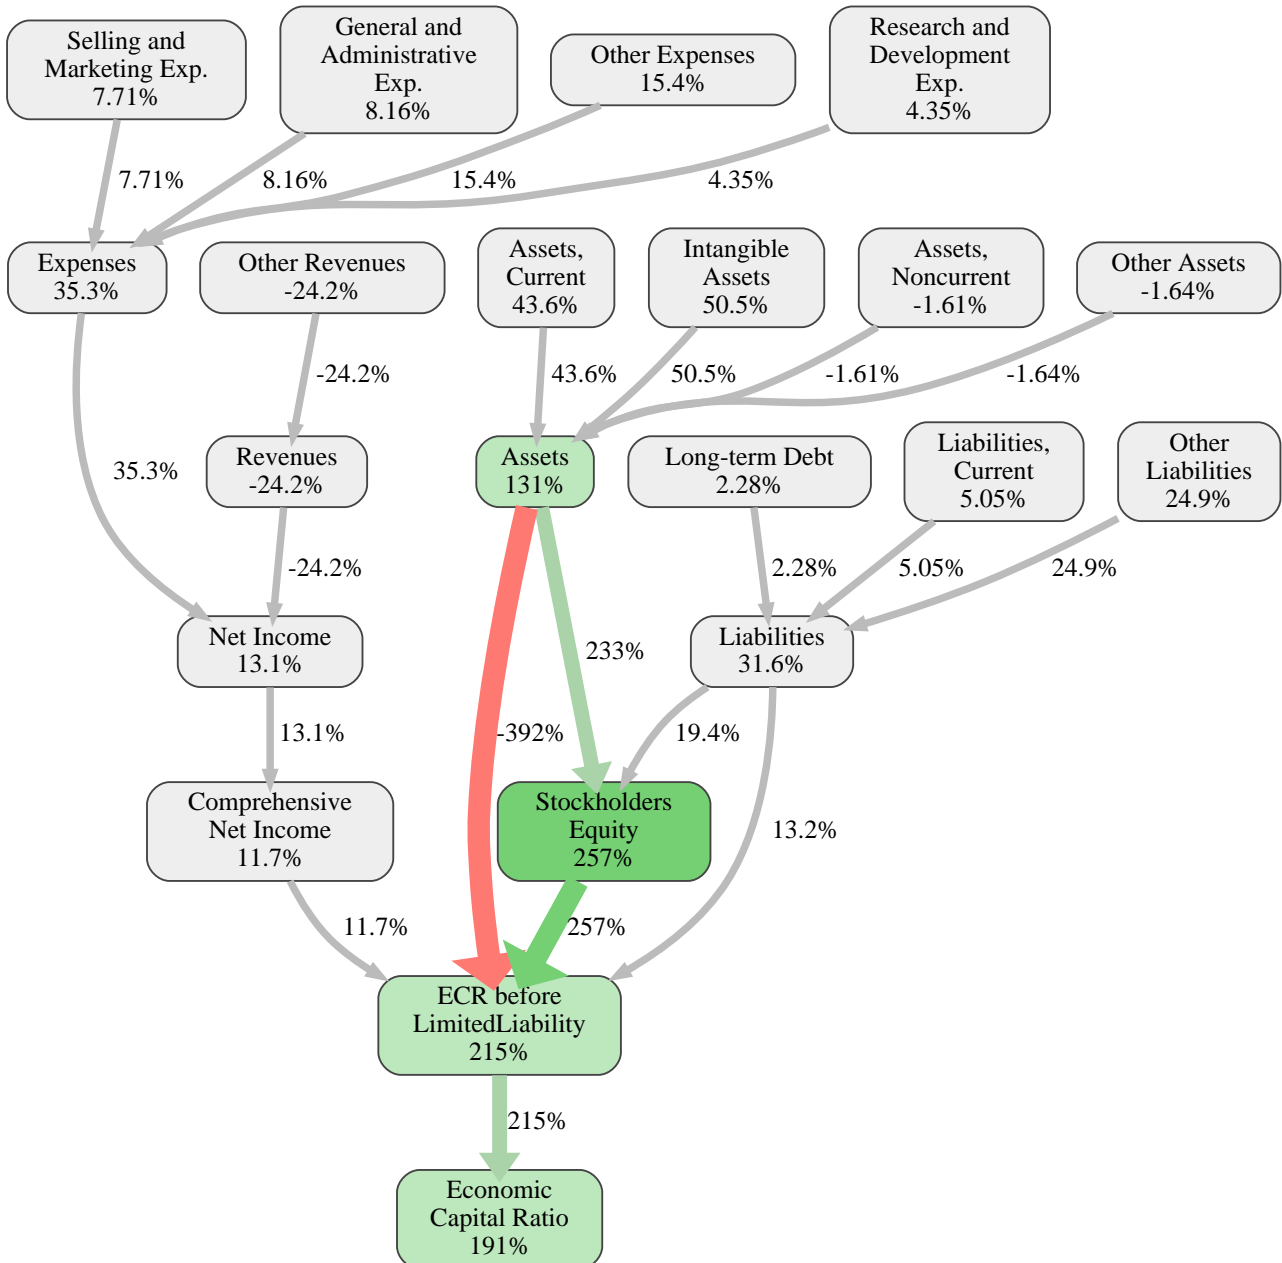 Selling and
Marketing Exp.
7.71%
General and
Administrative
Exp.
8.16%
Other Expenses
15.4%
Research and
Development
Exp.
4.35%
7.71%
8.16%
15.4%
4.35%
Expenses
35.3%
Other Revenues
-24.2%
Assets,
Current
43.6%
Intangible
Assets
50.5%
Assets,
Noncurrent
-1.61%
Other Assets
-1.64%
-24.2%
43.6%
50.5%
-1.61%
-1.64%
35.3%
Revenues
-24.2%
Assets
131%
Long-term Debt
2.28%
Liabilities,
Current
5.05%
Other
Liabilities
24.9%
-24.2%
2.28%
5.05%
24.9%
Net Income
13.1%
233%
Liabilities
31.6%
13.1%
-392%
19.4%
Comprehensive
Net Income
11.7%
Stockholders
Equity
257%
13.2%
11.7%
257%
ECR before
LimitedLiability
215%
215%
Economic
Capital Ratio
191%